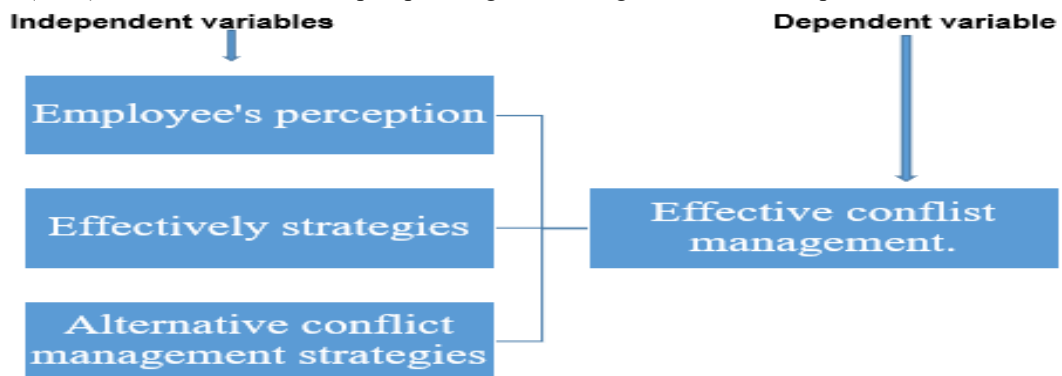 Independent variables
Dependent variable
Employee's perception
Effectively strategies
Effective conflist
management.
Alternative conflict
management strategies